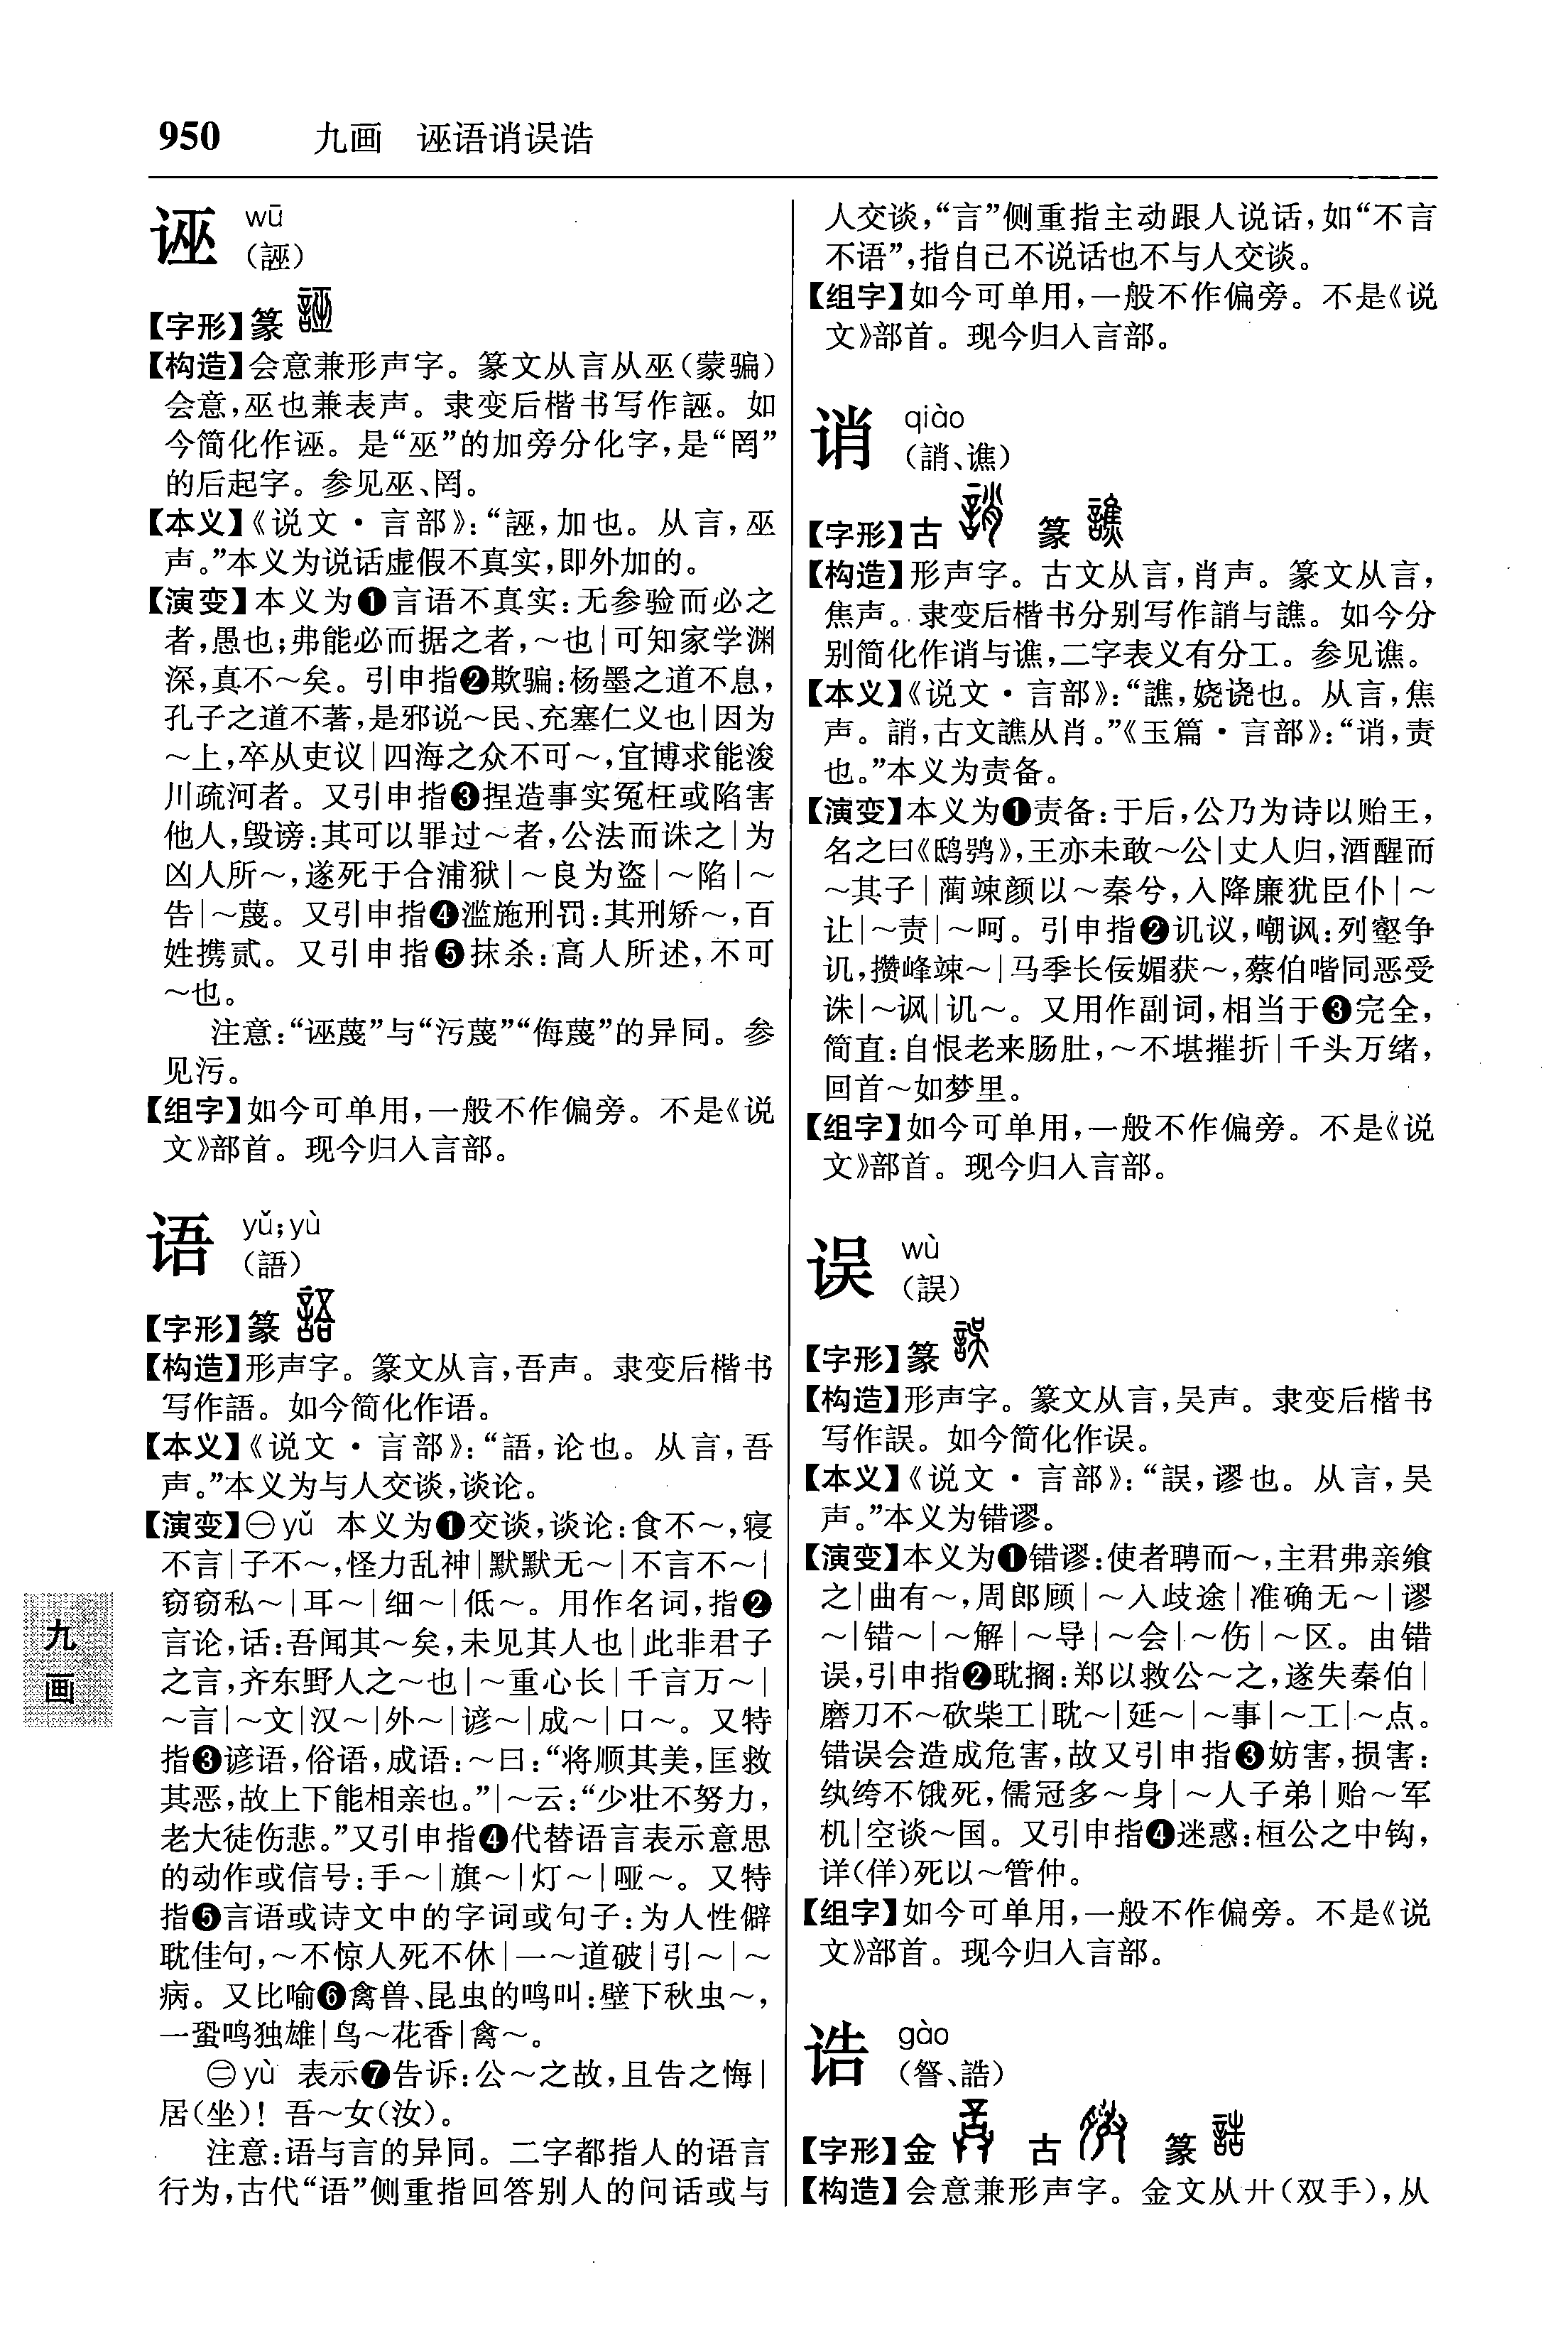 950 九画 诬语诮误诰
诬 wū
（誣）
【字形】篆
【构造】会意兼形声字。篆文从言从巫（蒙骗）
会意，巫也兼表声。隶变后楷书写作誣。如
今简化作诬。是“巫”的加旁分化字，是“罔”
的后起字。参见巫、罔。
【本义】《说文·言部》：“誣，加也。从言，巫
声。”本义为说话虚假不真实，即外加的。
【演变】本义为❶言语不真实：无参验而必之
者，愚也；弗能必而据之者，～也|可知家学渊
深，真不～矣。引申指❷欺骗：杨墨之道不息，
孔子之道不著，是邪说～民、充塞仁义也|因为
～上，卒从吏议|四海之众不可～，宜博求能浚
川疏河者。又引申指❸捏造事实冤枉或陷害
他人，毁谤：其可以罪过～者，公法而诛之|为
凶人所～，遂死于合浦狱|～良为盗|～陷|～
告|～蔑。又引申指❹滥施刑罚：其刑矫～，百
姓携贰。又引申指❺抹杀：高人所述，不可
～也。
注意：“诬蔑”与“污蔑”“侮蔑”的异同。参
见污。
【组字】如今可单用，一般不作偏旁。不是《说
文》部首。现今归入言部。
语 yǔ；yù
（語）
【字形】篆
【构造】形声字。篆文从言，吾声。隶变后楷书
写作語。如今简化作语。
【本义】《说文·言部》：“語，论也。从言，吾
声。”本义为与人交谈，谈论。
【演变】㊀yǔ 本义为❶交谈，谈论：食不～，寝
不言|子不～，怪力乱神|默默无～|不言不～|
窃窃私～|耳～|细～|低～。用作名词，指❷
言论，话：吾闻其～矣，未见其人也|此非君子
之言，齐东野人之～也|～重心长|千言万～|
～言|～文|汉～|外～|谚～|成～|口～。又特
指❸谚语，俗语，成语：～曰：“将顺其美，匡救
其恶，故上下能相亲也。”|～云：“少壮不努力，
老大徒伤悲。”又引申指❹代替语言表示意思
的动作或信号：手～|旗～|灯～|哑～。又特
指❺言语或诗文中的字词或句子：为人性僻
耽佳句，～不惊人死不休|一～道破|引～|～
病。又比喻❻禽兽、昆虫的鸣叫：壁下秋虫～，
一蛩鸣独雄|鸟～花香|禽～。
㊁yù 表示❼告诉：公～之故，且告之悔|
居（坐）！吾～女（汝）。
注意：语与言的异同。二字都指人的语言
行为，古代“语”侧重指回答别人的问话或与
人交谈，“言”侧重指主动跟人说话，如“不言
不语”，指自己不说话也不与人交谈。
【组字】如今可单用，一般不作偏旁。不是《说
文》部首。现今归入言部。
诮 qiào
（誚、谯）
【字形】古 篆
【构造】形声字。古文从言，肖声。篆文从言，
焦声。隶变后楷书分别写作誚与譙。如今分
别简化作诮与谯，二字表义有分工。参见谯。
【本义】《说文·言部》：“譙，娆譊也。从言，焦
声。誚，古文譙从肖。”《玉篇·言部》：“诮，责
也。”本义为责备。
【演变】本义为❶责备：于后，公乃为诗以贻王，
名之曰《鸱鸮》，王亦未敢～公|丈人归，酒醒而
～其子|蔺竦颜以～秦兮，入降廉犹臣仆|～
让|～责|～呵。引申指❷讥议，嘲讽：列壑争
讥，攒峰竦～|马季长佞媚获～，蔡伯喈同恶受
诛|～讽|讥～。又用作副词，相当于❸完全，
简直：自恨老来肠肚，～不堪摧折|千头万绪，
回首～如梦里。
【组字】如今可单用，一般不作偏旁。不是《说
文》部首。现今归入言部。
误 wù
（誤）
【字形】篆
【构造】形声字。篆文从言，吴声。隶变后楷书
写作誤。如今简化作误。
【本义】《说文·言部》：“誤，谬也。从言，吴
声。”本义为错谬。
【演变】本义为❶错谬：使者聘而～，主君弗亲飨
之|曲有～，周郎顾|～入歧途|准确无～|谬
～|错～|～解|～导|～会|～伤|～区。由错
误，引申指❷耽搁：郑以救公～之，遂失秦伯|
磨刀不～砍柴工|耽～|延～|～事|～工|～点。
错误会造成危害，故又引申指❸妨害，损害：
纨绔不饿死，儒冠多～身|～人子弟|贻～军
机|空谈～国。又引申指❹迷惑：桓公之中钩，
详（佯）死以～管仲。
【组字】如今可单用，一般不作偏旁。不是《说
文》部首。现今归入言部。
诰 gào
（𠳪、誥）
【字形】金 古 篆
【构造】会意兼形声字。金文从廾（双手），从
九
画